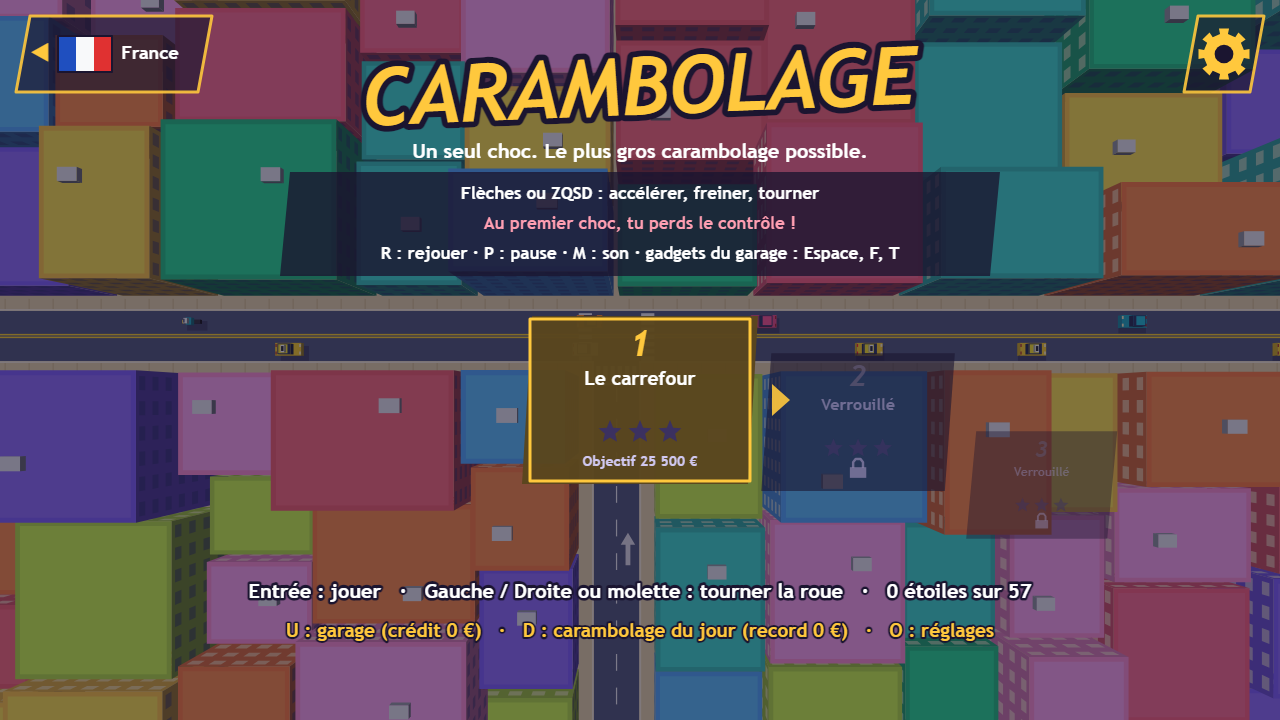 France
CARAMBOLAGE
Un seul choc. Le plus gros carambolage possible.
Flèches ou ZQSD : accélérer, freiner, tourner
Au premier choc, tu perds le contrôle !
R : rejouer · P : pause · M : son · gadgets du garage : Espace, F, T
1
Le carrefour
Objectif 25 500 €
2
Verrouillé
3
Verrouillé
Entrée : jouer · Gauche / Droite ou molette : tourner la roue · 0 étoiles sur 57
U : garage (crédit 0 €) · D : carambolage du jour (record 0 €) · O : réglages